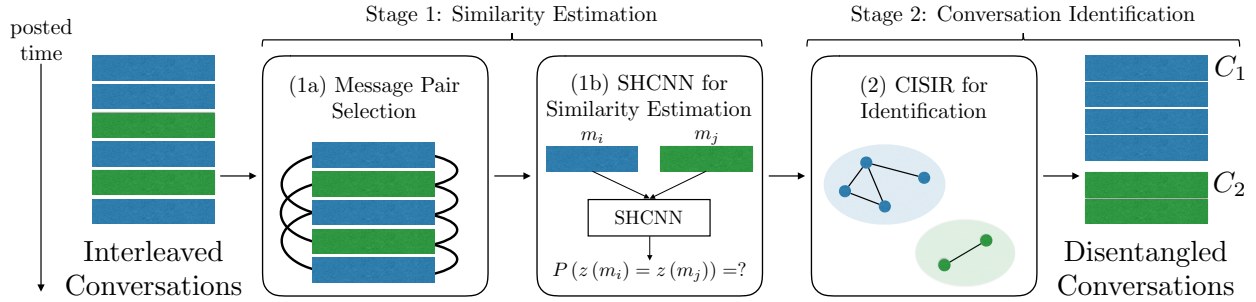 Stage 1: Similarity Estimation
Stage 2: Conversation Identification
posted
time
Interleaved
Conversations
(1a) Message Pair
Selection
(1b) SHCNN for
Similarity Estimation
m_i
m_j
SHCNN
P (z (m_i) = z (m_j)) =?
(2) CISIR for
Identification
C_1
C_2
Disentangled
Conversations